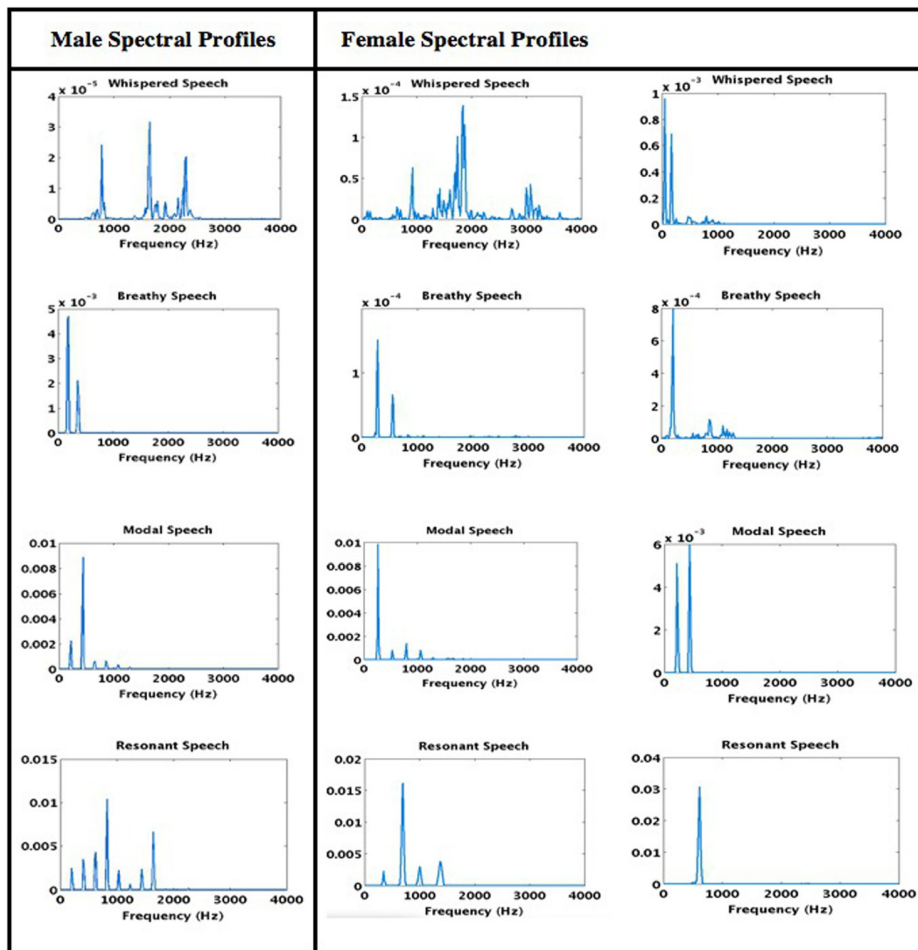 Male Spectral Profiles
Female Spectral Profiles
x 10⁻⁵ Whispered Speech
4
3
2
1
0
0 1000 2000 3000 4000
Frequency (Hz)
x 10⁻⁴ Whispered Speech
1.5
1
0.5
0
0 1000 2000 3000 4000
Frequency (Hz)
x 10⁻³ Whispered Speech
1
0.8
0.6
0.4
0.2
0
0 1000 2000 3000 4000
Frequency (Hz)
x 10⁻³ Breathy Speech
5
4
3
2
1
0
0 1000 2000 3000 4000
Frequency (Hz)
x 10⁻⁴ Breathy Speech
2
1
0
0 1000 2000 3000 4000
Frequency (Hz)
x 10⁻⁴ Breathy Speech
8
6
4
2
0
0 1000 2000 3000 4000
Frequency (Hz)
Modal Speech
0.01
0.008
0.006
0.004
0.002
0
0 1000 2000 3000 4000
Frequency (Hz)
Modal Speech
0.01
0.008
0.006
0.004
0.002
0
0 1000 2000 3000 4000
Frequency (Hz)
x 10⁻³ Modal Speech
6
4
2
0
0 1000 2000 3000 4000
Frequency (Hz)
Resonant Speech
0.015
0.01
0.005
0
0 1000 2000 3000 4000
Frequency (Hz)
Resonant Speech
0.02
0.015
0.01
0.005
0
0 1000 2000 3000 4000
Frequency (Hz)
Resonant Speech
0.04
0.03
0.02
0.01
0
0 1000 2000 3000 4000
Frequency (Hz)